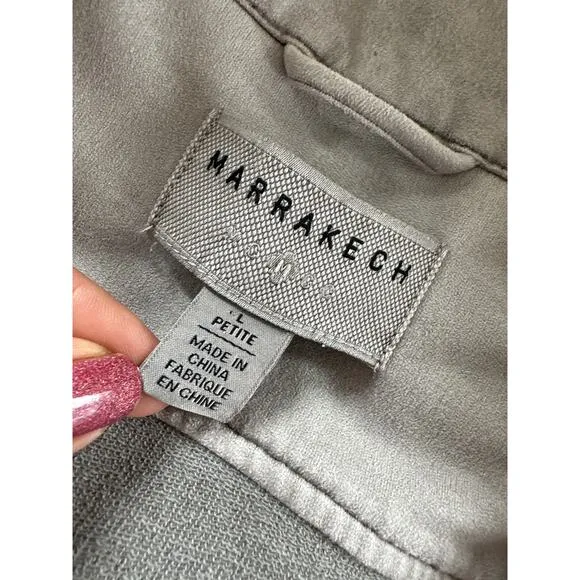 MARRAKECH
L
PETITE
MADE IN
CHINA
FABRIQUE
EN CHINE